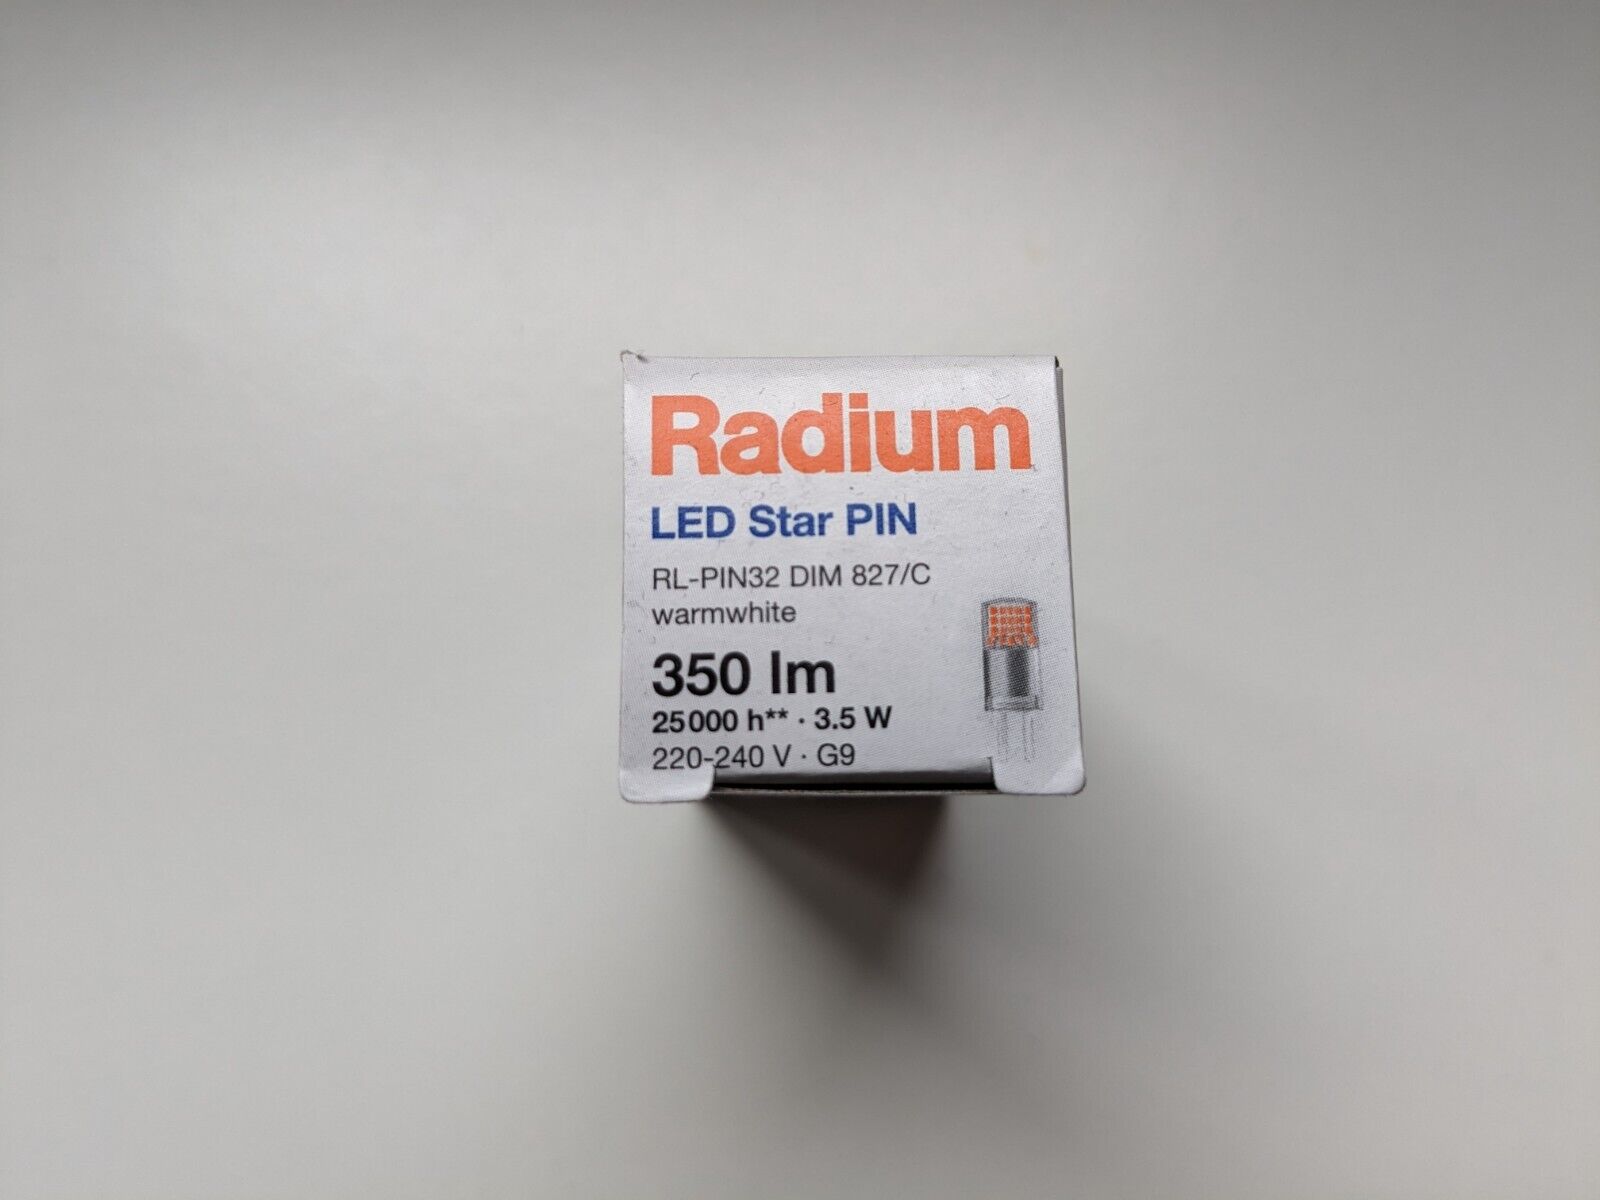 Radium
LED Star PIN
RL-PIN32 DIM 827/C
warmwhite
350 lm
25000 h** · 3.5 W
220-240 V · G9